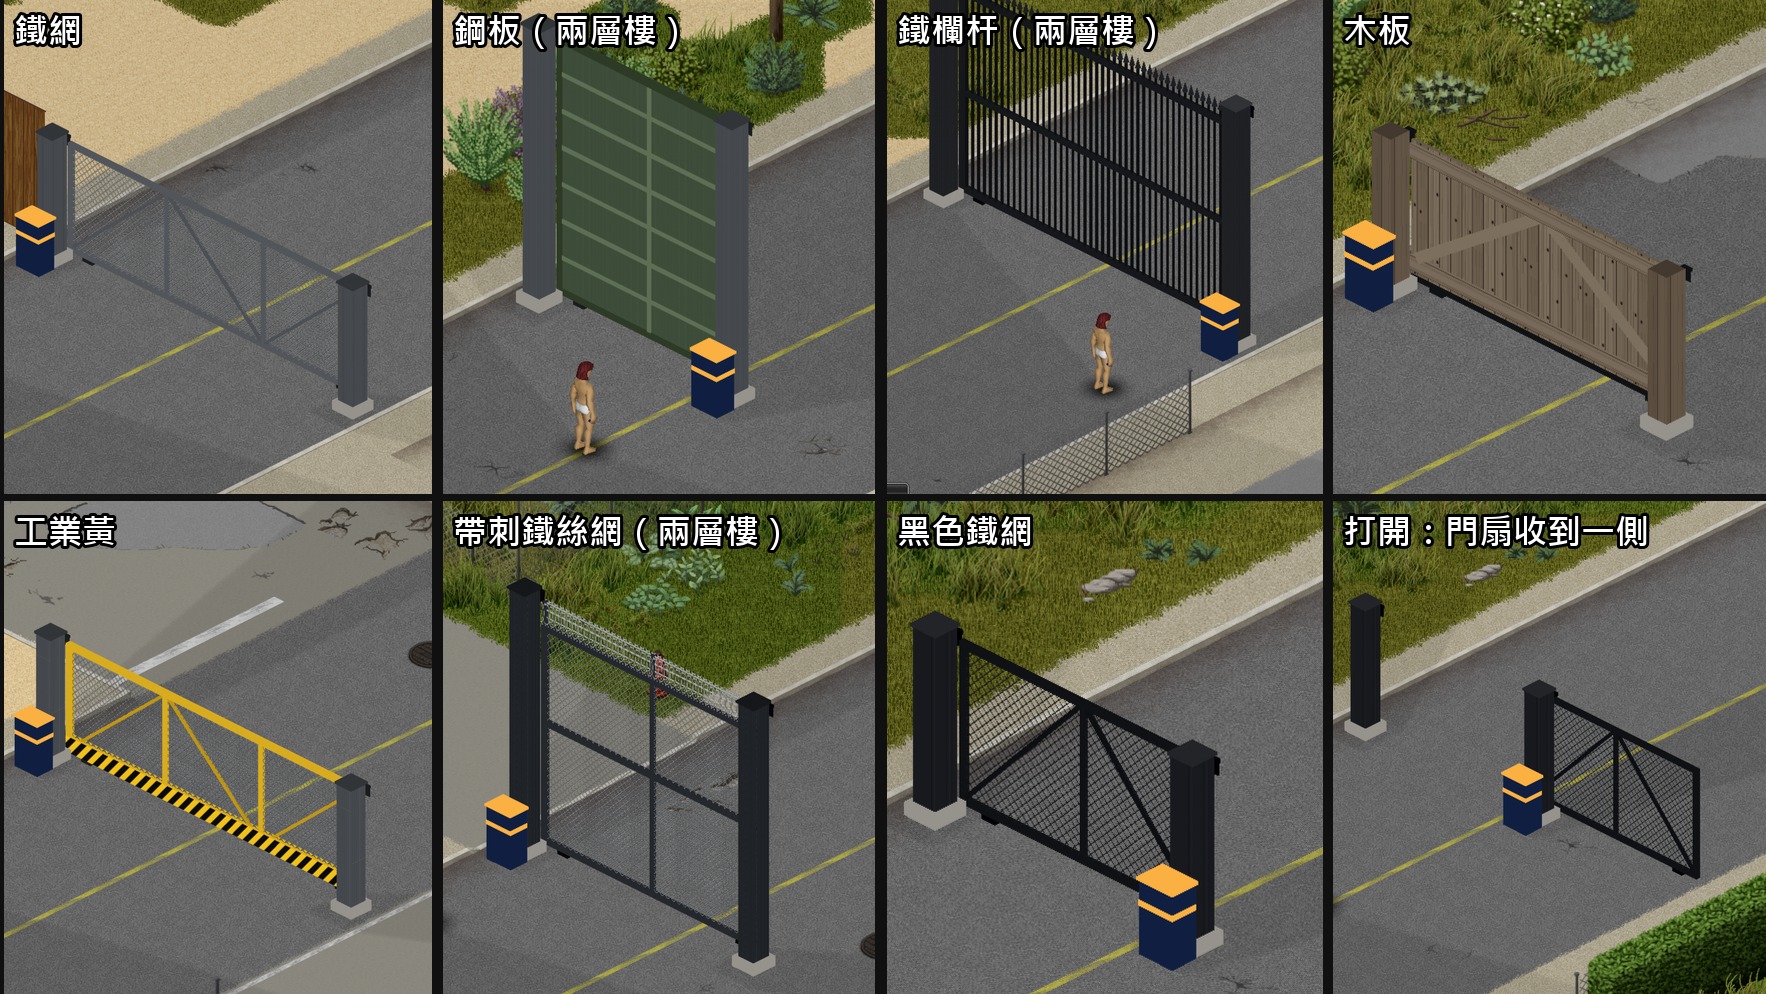 鐵網
鋼板（兩層樓）
鐵欄杆（兩層樓）
木板
工業黃
帶刺鐵絲網（兩層樓）
黑色鐵網
打開：門扇收到一側